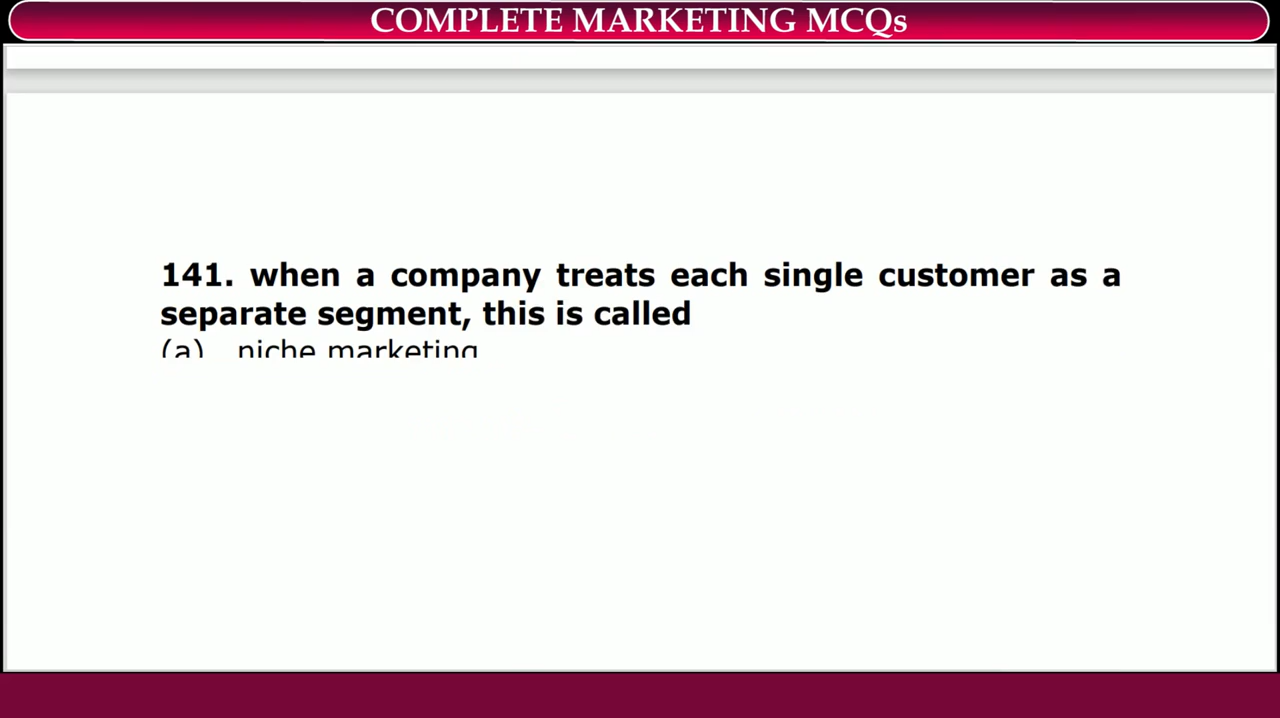 COMPLETE MARKETING MCQs
141. when a company treats each single customer as a
separate segment, this is called
(a) niche marketing